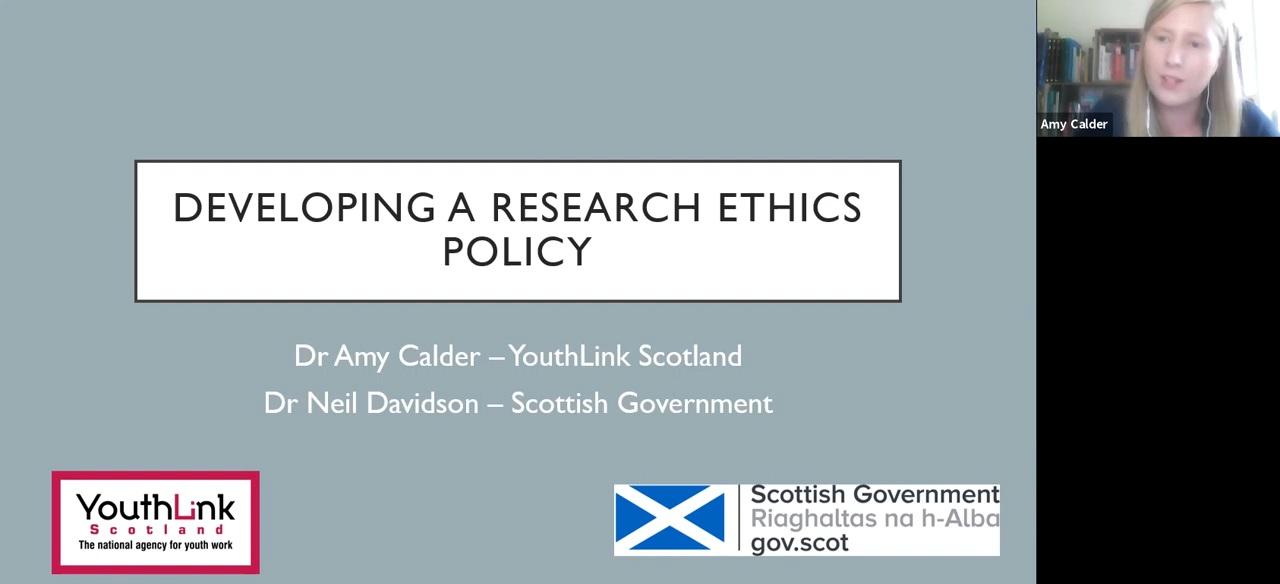 DEVELOPING A RESEARCH ETHICS
POLICY
Dr Amy Calder – YouthLink Scotland
Dr Neil Davidson – Scottish Government
YouthLink
Scotland
The national agency for youth work
Scottish Government
Riaghaltas na h-Alba
gov.scot
Amy Calder